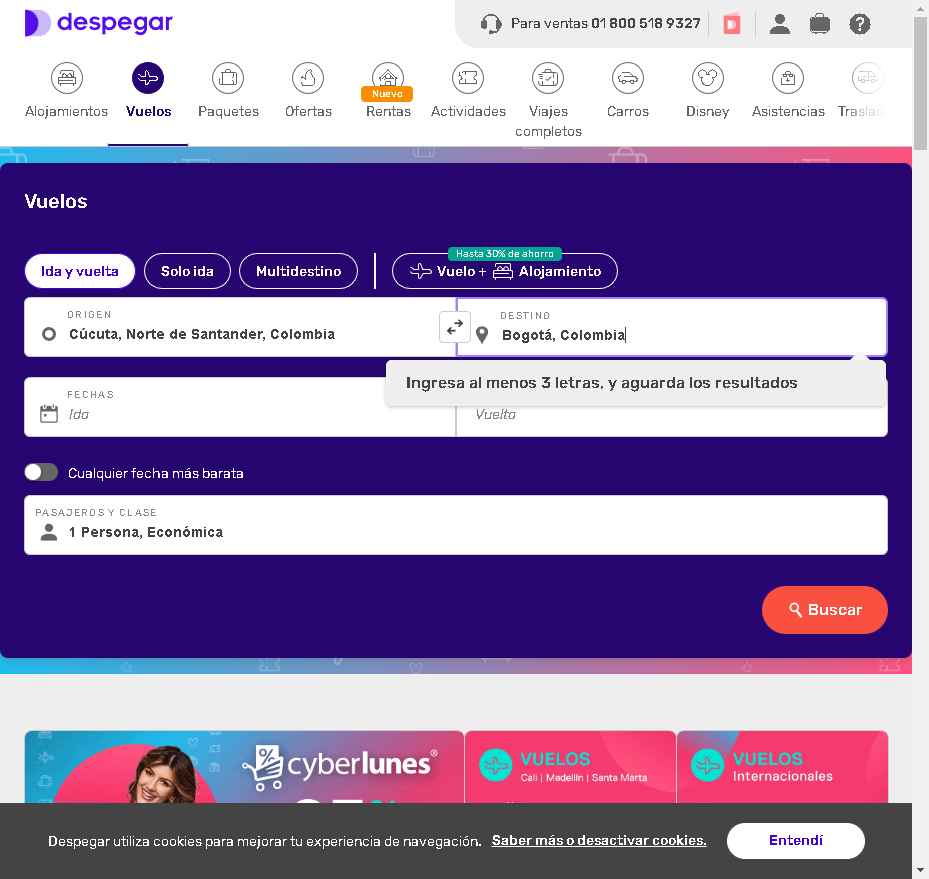 despegar
Para ventas 01 800 518 9327
Alojamientos
Vuelos
Paquetes
Ofertas
Nuevo
Rentas
Actividades
Viajes
completos
Carros
Disney
Asistencias
Traslad
Vuelos
Hasta 30% de ahorro
Ida y vuelta
Solo ida
Multidestino
Vuelo + Alojamiento
ORIGEN
Cúcuta, Norte de Santander, Colombia
DESTINO
Bogotá, Colombia
Ingresa al menos 3 letras, y aguarda los resultados
FECHAS
Ida
Vuelta
Cualquier fecha más barata
PASAJEROS Y CLASE
1 Persona, Económica
Buscar
cyberlunes®
VUELOS
Cali | Medellín | Santa Marta
VUELOS
Internacionales
Despegar utiliza cookies para mejorar tu experiencia de navegación. Saber más o desactivar cookies.
Entendí